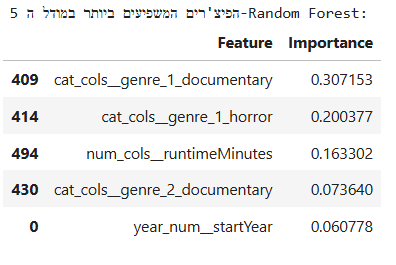 5 הפיצ'רים המשפיעים ביותר במודל ה-Random Forest:
Feature Importance
409 cat_cols__genre_1_documentary 0.307153
414 cat_cols__genre_1_horror 0.200377
494 num_cols__runtimeMinutes 0.163302
430 cat_cols__genre_2_documentary 0.073640
0 year_num__startYear 0.060778